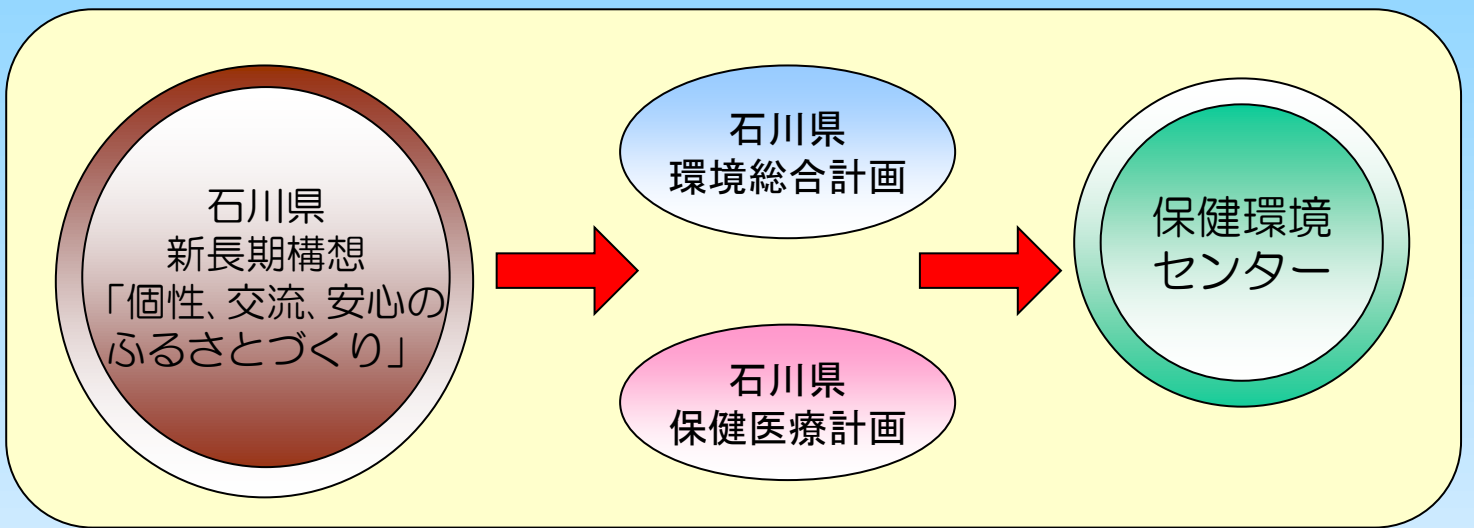 石川県
新長期構想
「個性、交流、安心の
ふるさとづくり」
石川県
環境総合計画
石川県
保健医療計画
保健環境
センター